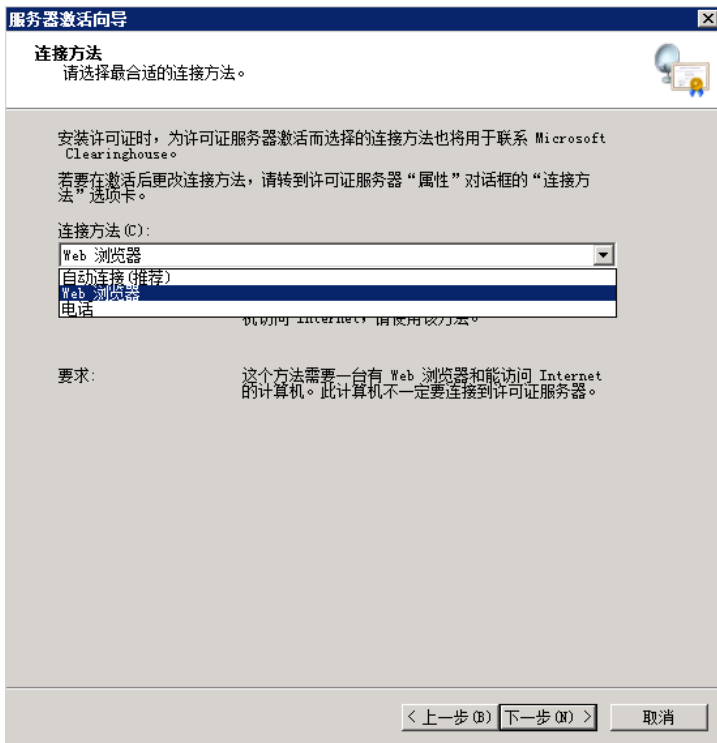 服务器激活向导
连接方法
请选择最合适的连接方法。
安装许可证时，为许可证服务器激活而选择的连接方法也将用于联系 Microsoft
Clearinghouse。
若要在激活后更改连接方法，请转到许可证服务器“属性”对话框的“连接方
法”选项卡。
连接方法(C):
Web 浏览器
自动连接(推荐)
Web 浏览器
电话
机访问 Internet，请使用该方法。
要求:
这个方法需要一台有 Web 浏览器和能访问 Internet
的计算机。此计算机不一定要连接到许可证服务器。
< 上一步(B)
下一步(N) >
取消